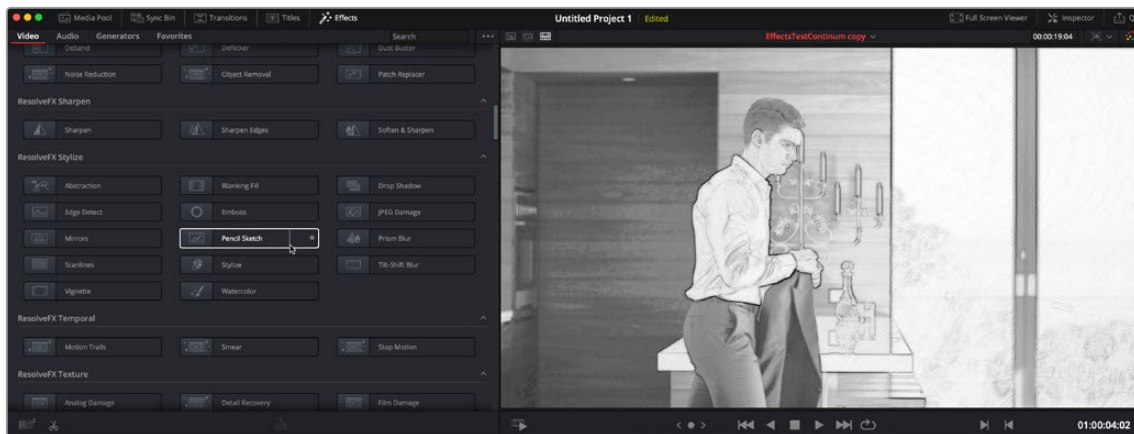 Media Pool Sync Bin Transitions Titles Effects Untitled Project 1 Edited Full Screen Viewer Inspector Q
Video Audio Generators Favorites Search EffectsTestContinum copy 00:00:19:04
Deband Deflicker Dust Buster
Noise Reduction Object Removal Patch Replacer
ResolveFX Sharpen
Sharpen Sharpen Edges Soften & Sharpen
ResolveFX Stylize
Abstraction Blanking Fill Drop Shadow
Edge Detect Emboss JPEG Damage
Mirrors Pencil Sketch Prism Blur
Scanlines Stylize Tilt-Shift Blur
Vignette Watercolor
ResolveFX Temporal
Motion Trails Smear Stop Motion
ResolveFX Texture
Analog Damage Detail Recovery Film Damage
01:00:04:02